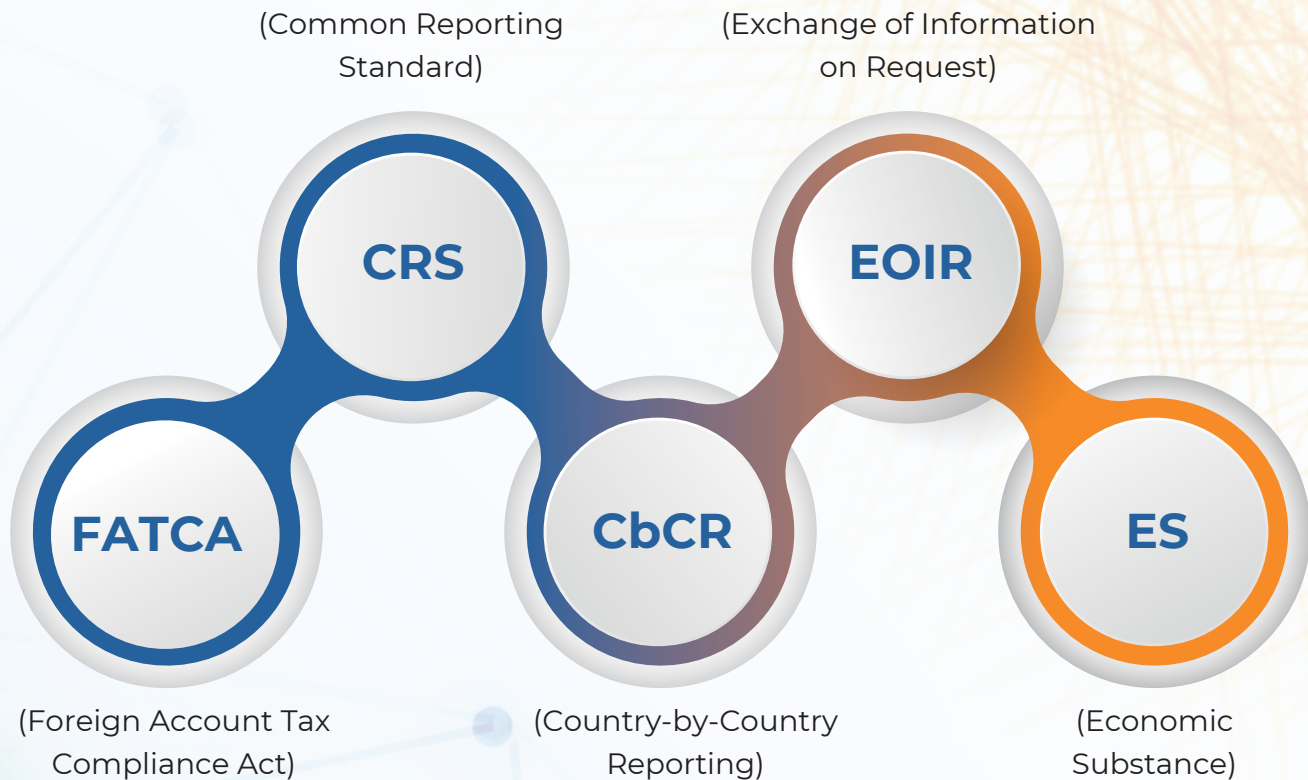 (Common Reporting
Standard)
(Exchange of Information
on Request)
CRS
EOIR
FATCA
CbCR
ES
(Foreign Account Tax
Compliance Act)
(Country-by-Country
Reporting)
(Economic
Substance)